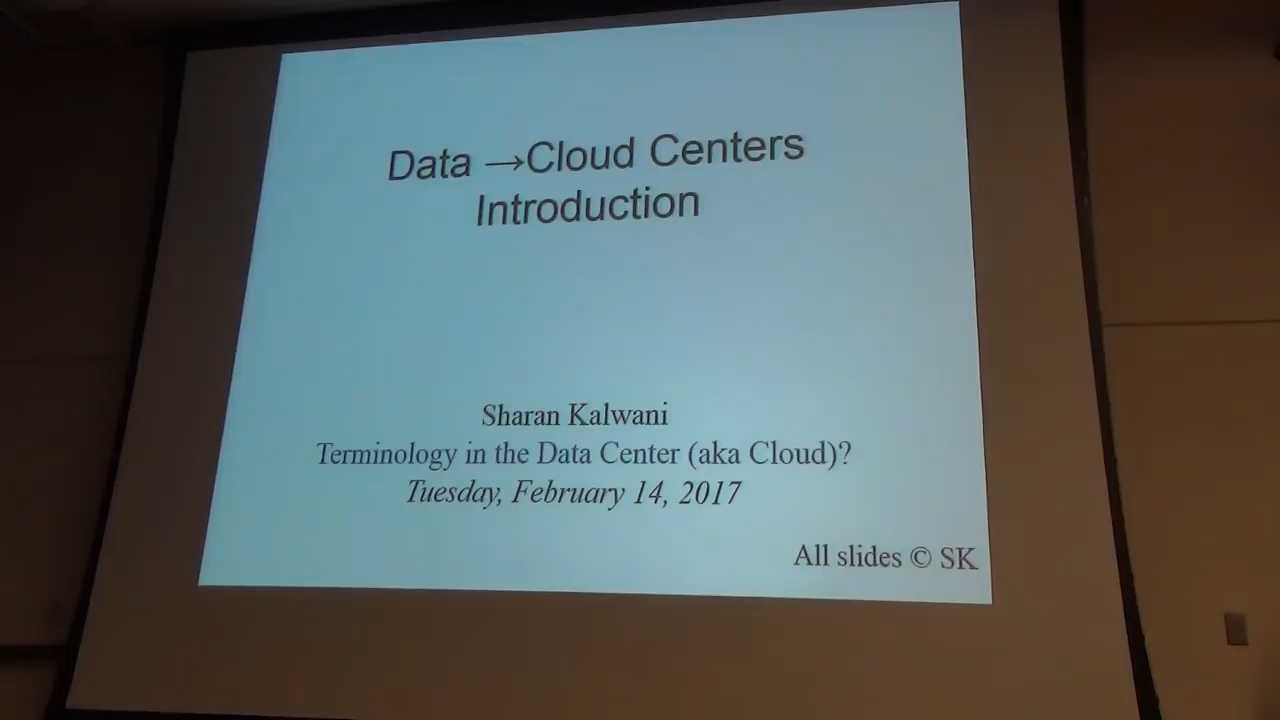 Data →Cloud Centers
Introduction
Sharan Kalwani
Terminology in the Data Center (aka Cloud)?
Tuesday, February 14, 2017
All slides © SK